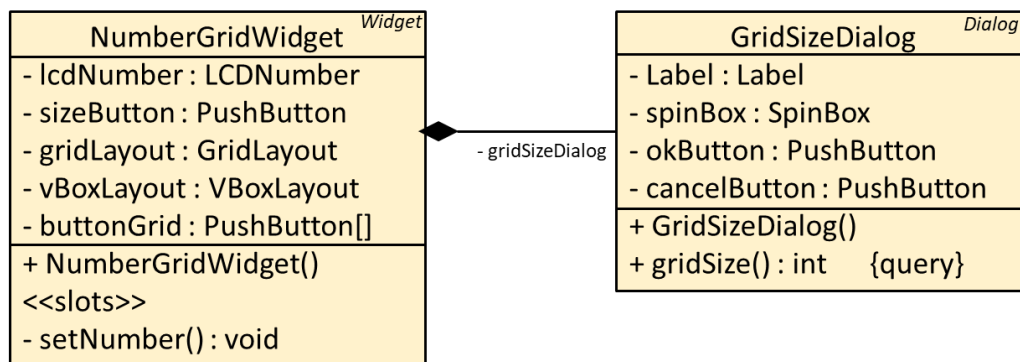 Widget
NumberGridWidget
- lcdNumber : LCDNumber
- sizeButton : PushButton
- gridLayout : GridLayout
- vBoxLayout : VBoxLayout
- buttonGrid : PushButton[]
+ NumberGridWidget()
<<slots>>
- setNumber() : void
- gridSizeDialog
Dialog
GridSizeDialog
- Label : Label
- spinBox : SpinBox
- okButton : PushButton
- cancelButton : PushButton
+ GridSizeDialog()
+ gridSize() : int {query}